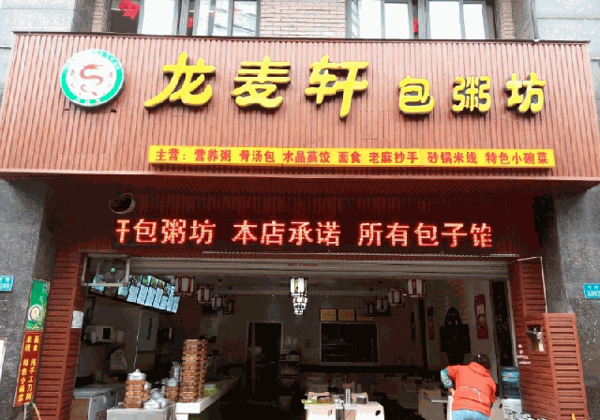 龙麦轩 包粥坊
主营: 营养粥 骨汤包 水晶蒸饺 面食 老麻抄手 砂锅米线 特色小碗菜
包粥坊 本店承诺 所有包子馅